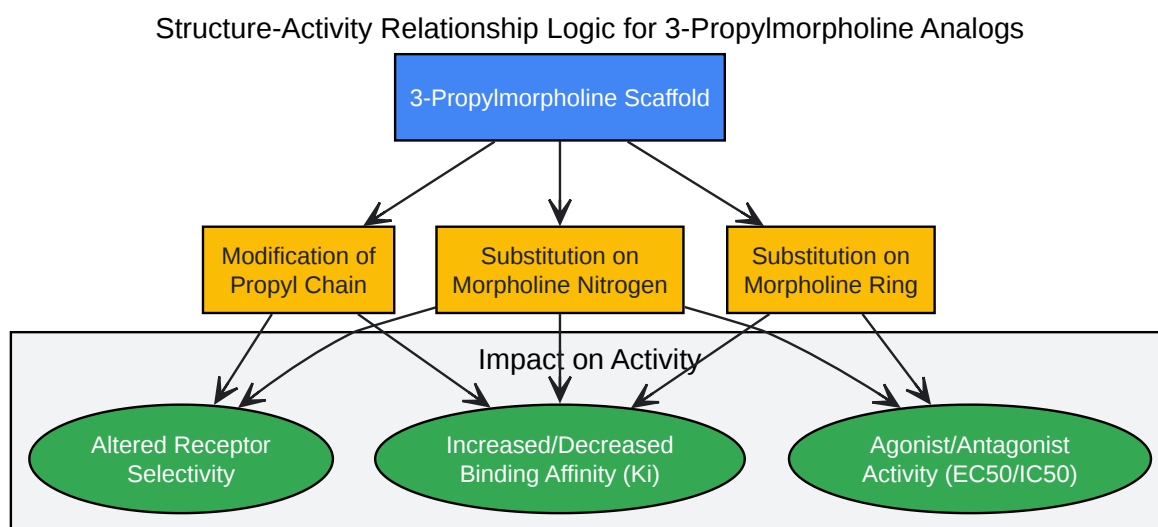 Structure-Activity Relationship Logic for 3-Propylmorpholine Analogs
3-Propylmorpholine Scaffold
Modification of
Propyl Chain
Substitution on
Morpholine Nitrogen
Substitution on
Morpholine Ring
Impact on Activity
Altered Receptor
Selectivity
Increased/Decreased
Binding Affinity (Ki)
Agonist/Antagonist
Activity (EC50/IC50)